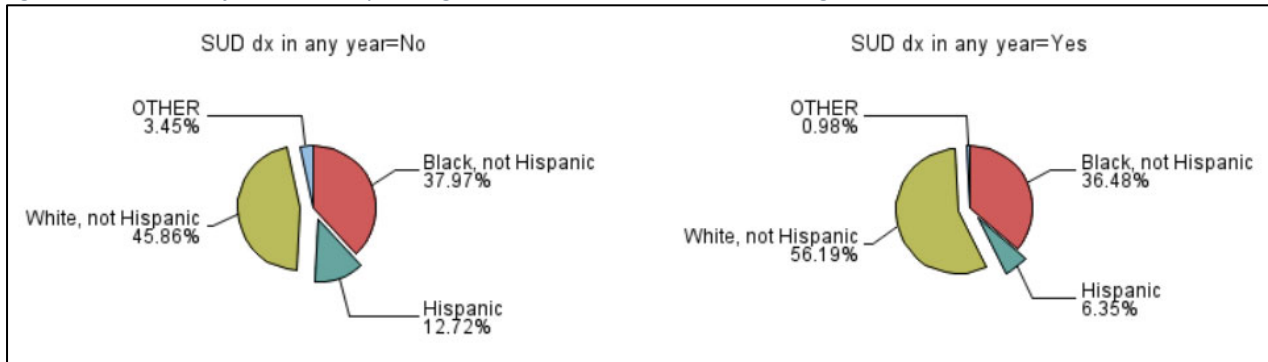 SUD dx in any year=No
OTHER
3.45%
Black, not Hispanic
37.97%
White, not Hispanic
45.86%
Hispanic
12.72%
SUD dx in any year=Yes
OTHER
0.98%
Black, not Hispanic
36.48%
White, not Hispanic
56.19%
Hispanic
6.35%